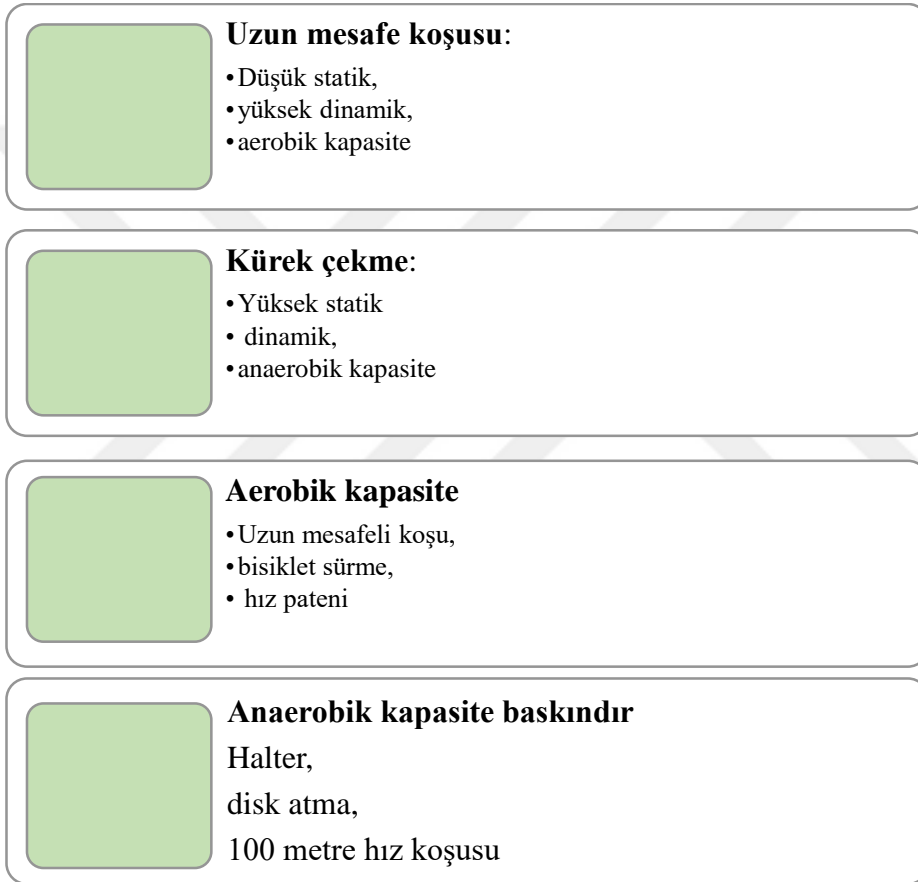 Uzun mesafe koşusu:
•Düşük statik,
•yüksek dinamik,
•aerobik kapasite
Kürek çekme:
•Yüksek statik
• dinamik,
•anaerobik kapasite
Aerobik kapasite
•Uzun mesafeli koşu,
•bisiklet sürme,
• hız pateni
Anaerobik kapasite baskındır
Halter,
disk atma,
100 metre hız koşusu